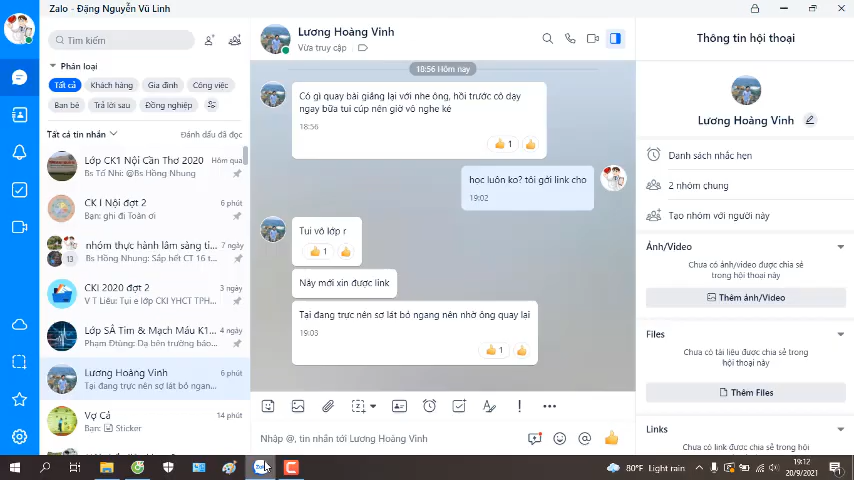 Zalo - Đặng Nguyễn Vũ Linh
Tìm kiếm
Phân loại
Tất cả
Khách hàng
Gia đình
Công việc
Bạn bè
Trả lời sau
Đồng nghiệp
Tất cả tin nhắn
Đánh dấu đã đọc
Lớp CK1 Nội Cần Thơ 2020
Hôm qua
Bs Tố Nhi: @Bs Hồng Nhung
CK I Nội đợt 2
6 phút
Bạn: ghi đi Toàn ơi
nhóm thực hành lâm sàng ti...
7 ngày
13
Bs Hồng Nhung: Sắp hết CT 16 t...
CKI 2020 đợt 2
3 ngày
V T Liễu: Tụi e lớp CKI YHCT TPH...
Lớp SÂ Tim & Mạch Máu K1...
4 ngày
Phạm Đtùng: Dạ bên trường báo...
Lương Hoàng Vinh
6 phút
Tại đang trực nên sơ lát bỏ ngan...
Vợ Cả
14 phút
Bạn: Sticker
Lương Hoàng Vinh
Vừa truy cập
18:56 Hôm nay
Có gì quay bài giảng lại với nhe ông, hồi trước cô dạy
ngay bữa tui cúp nên giờ vô nghe ké
18:56
1
học luôn ko? tôi gởi link cho
19:02
Tui vô lớp r
1
Nãy mới xin được link
Tại đang trực nên sơ lát bỏ ngang nên nhờ ông quay lại
19:03
1
Nhập @, tin nhắn tới Lương Hoàng Vinh
Thông tin hội thoại
Lương Hoàng Vinh
Danh sách nhắc hẹn
2 nhóm chung
Tạo nhóm với người này
Ảnh/Video
Chưa có ảnh/video được chia sẻ
trong hội thoại này
Thêm ảnh/Video
Files
Chưa có tài liệu được chia sẻ trong
hội thoại này
Thêm Files
Links
Chưa có link được chia sẻ trong hội
Zalo
80°F Light rain
19:12
20/9/2021
1